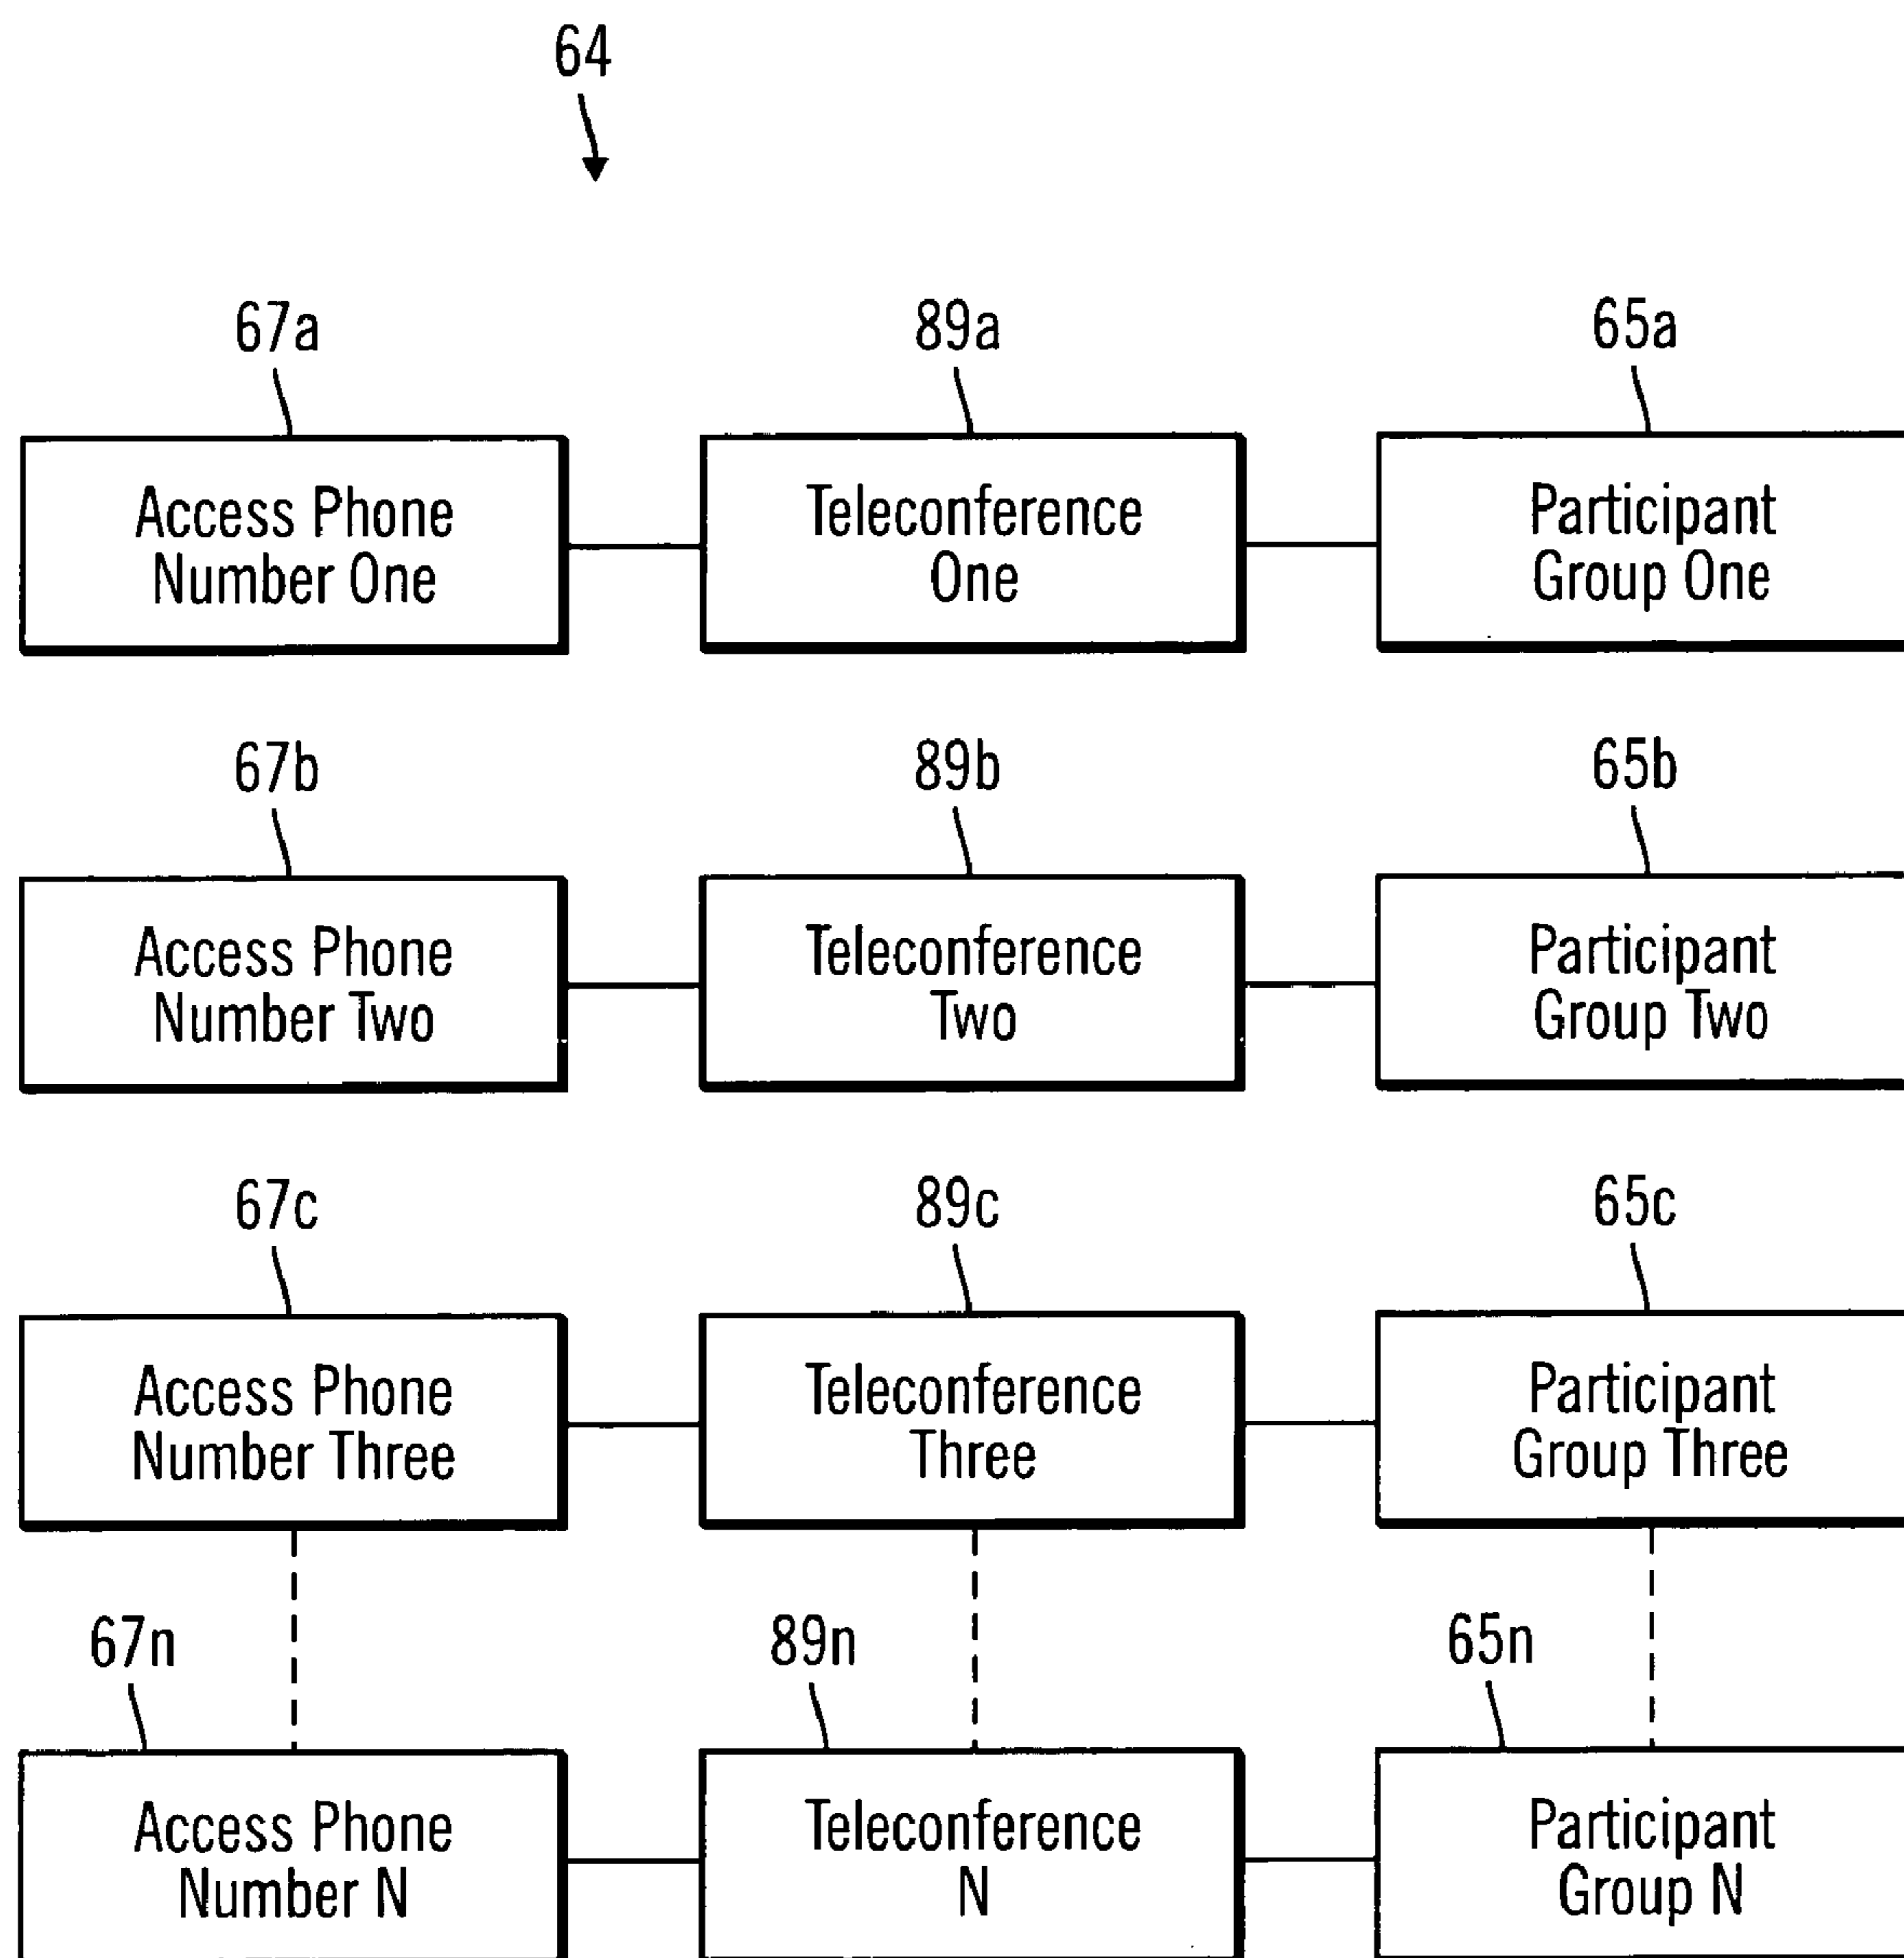 64
67a
89a
65a
Access Phone
Number One
Teleconference
One
Participant
Group One
67b
89b
65b
Access Phone
Number Two
Teleconference
Two
Participant
Group Two
67c
89c
65c
Access Phone
Number Three
Teleconference
Three
Participant
Group Three
67n
89n
65n
Access Phone
Number N
Teleconference
N
Participant
Group N